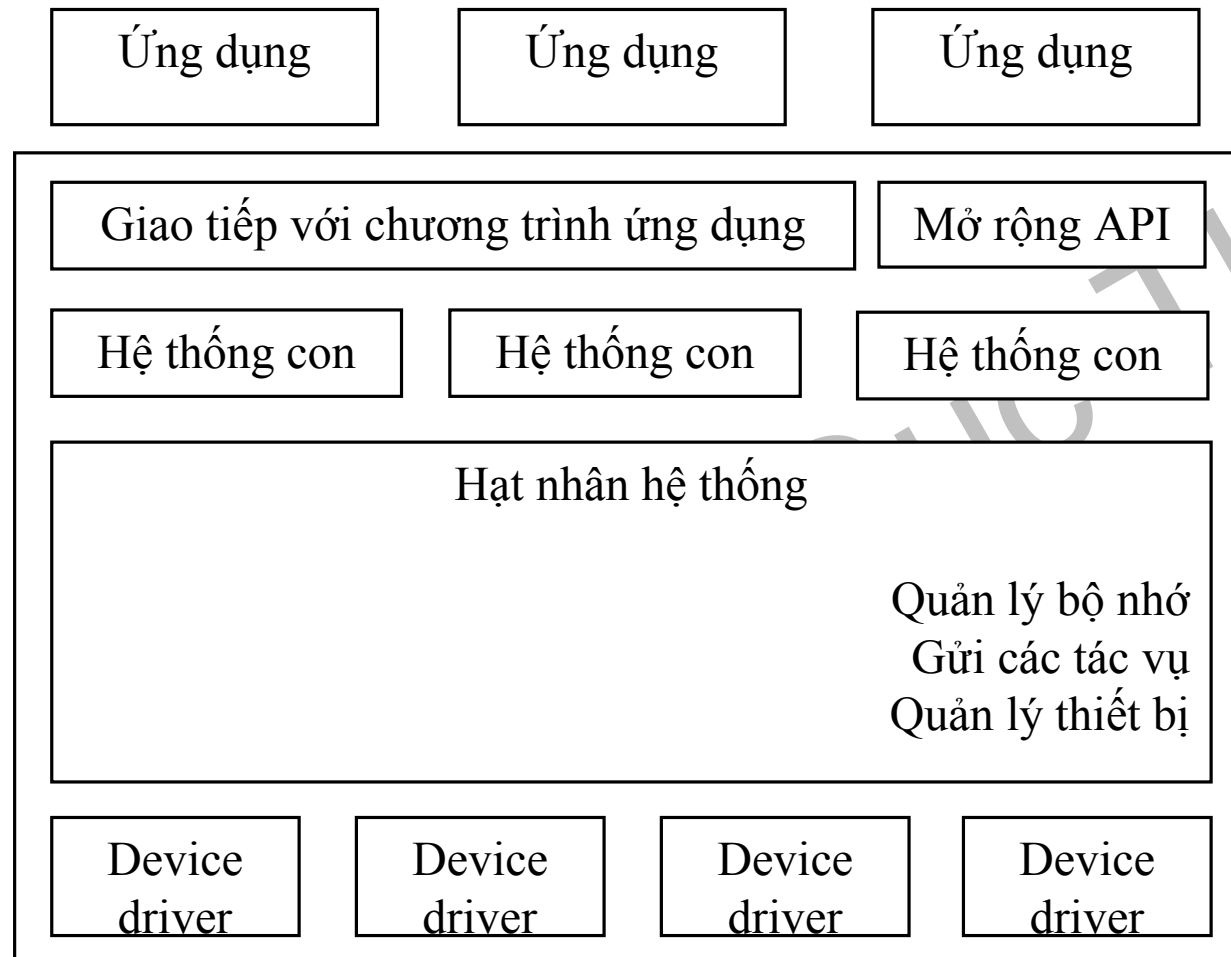 Ứng dụng Ứng dụng Ứng dụng
Giao tiếp với chương trình ứng dụng Mở rộng API
Hệ thống con Hệ thống con Hệ thống con
Hạt nhân hệ thống
Quản lý bộ nhớ
Gửi các tác vụ
Quản lý thiết bị
Device Device Device Device
driver driver driver driver